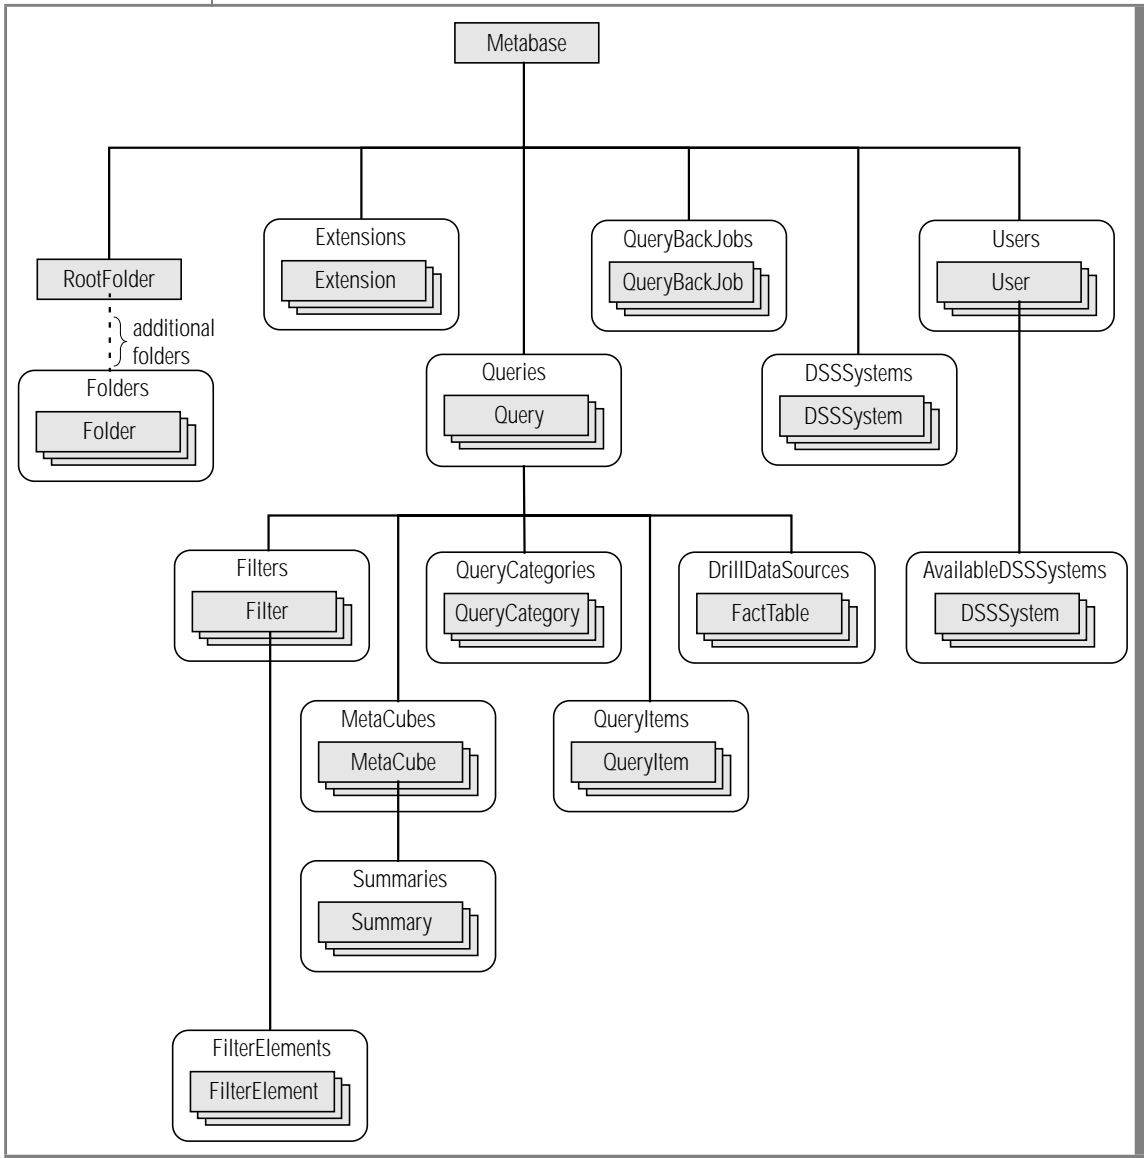 Metabase
Extensions
Extension
QueryBackJobs
QueryBackJob
Users
User
RootFolder
additional
folders
Folders
Folder
Queries
Query
DSSSystems
DSSSystem
Filters
Filter
QueryCategories
QueryCategory
DrillDataSources
FactTable
AvailableDSSSystems
DSSSystem
MetaCubes
MetaCube
QueryItems
QueryItem
Summaries
Summary
FilterElements
FilterElement